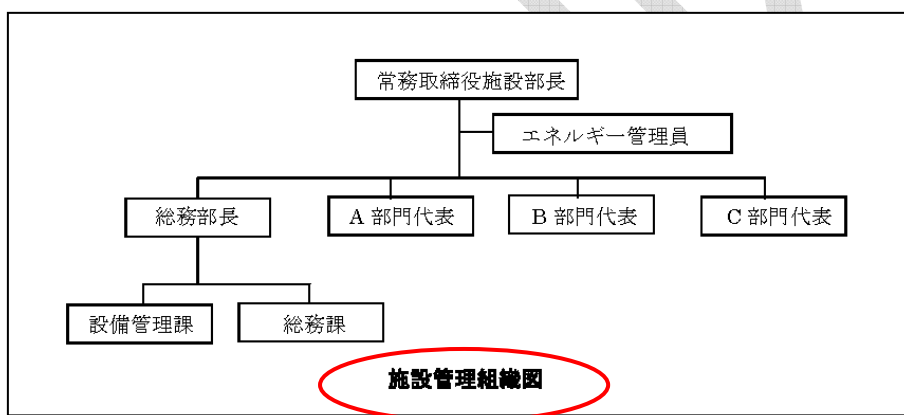 常務取締役施設部長
エネルギー管理員
総務部長
A 部門代表
B 部門代表
C 部門代表
設備管理課
総務課
施設管理組織図